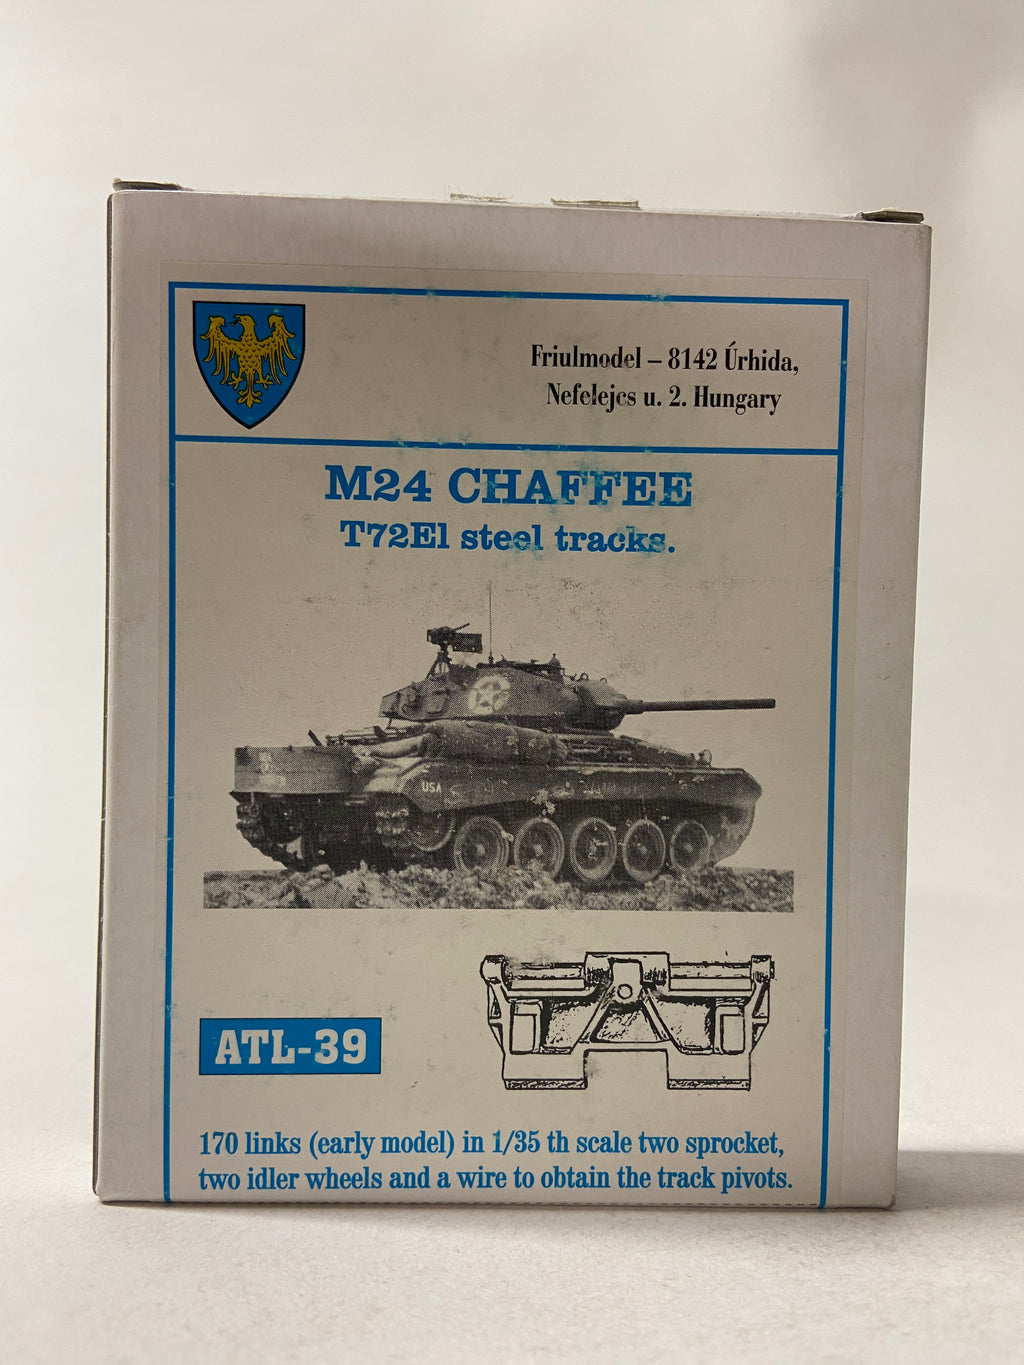 Friulmodel – 8142 Úrhida,
Nefelejcs u. 2. Hungary
M24 CHAFFEE
T72E1 steel tracks.
USA
ATL-39
170 links (early model) in 1/35 th scale two sprocket,
two idler wheels and a wire to obtain the track pivots.